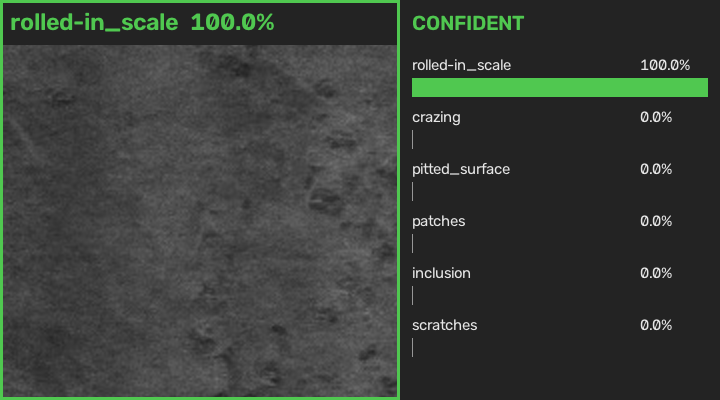 rolled-in_scale 100.0%
CONFIDENT
rolled-in_scale 100.0%
crazing 0.0%
pitted_surface 0.0%
patches 0.0%
inclusion 0.0%
scratches 0.0%